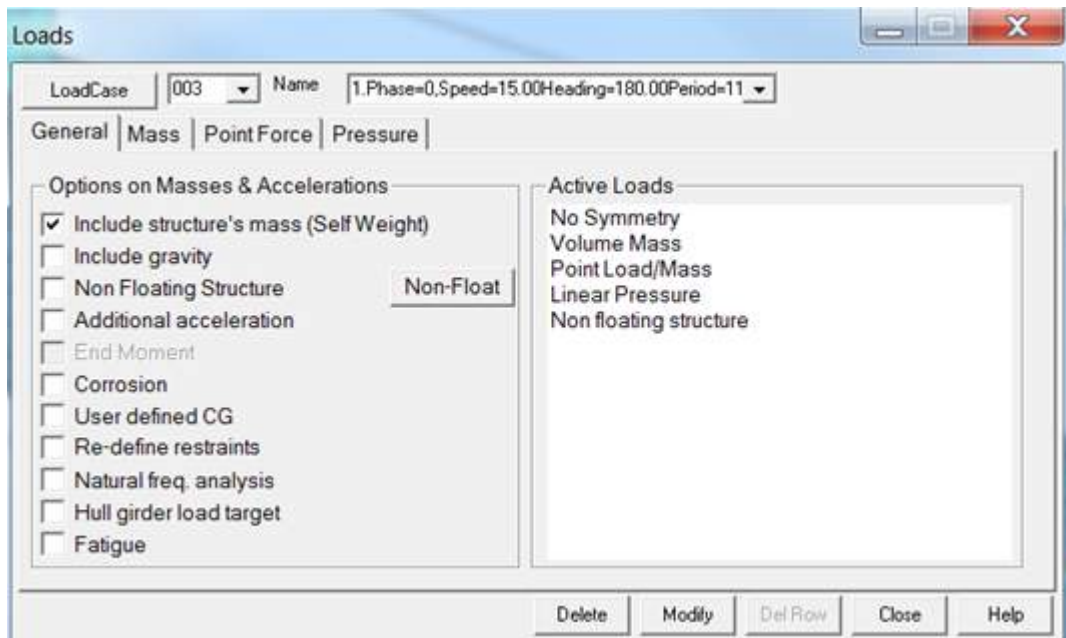 Loads
LoadCase 003 Name 1.Phase=0,Speed=15.00Heading=180.00Period=11
General Mass Point Force Pressure
Options on Masses & Accelerations
Include structure's mass (Self Weight)
Include gravity
Non Floating Structure Non-Float
Additional acceleration
End Moment
Corrosion
User defined CG
Re-define restraints
Natural freq. analysis
Hull girder load target
Fatigue
Active Loads
No Symmetry
Volume Mass
Point Load/Mass
Linear Pressure
Non floating structure
Delete Modify Del Row Close Help